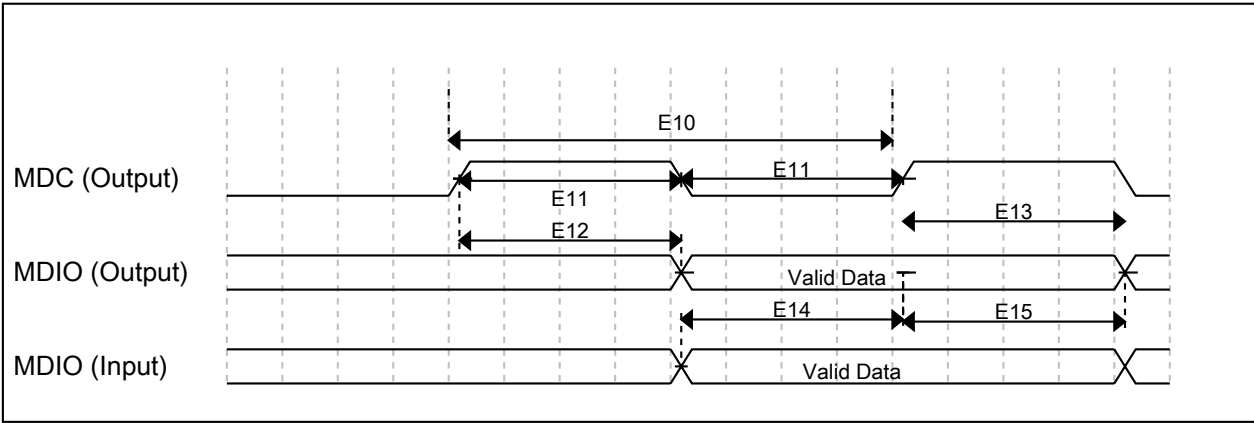 E10
MDC (Output)
E11
E11
E13
E12
MDIO (Output)
Valid Data
E14
E15
MDIO (Input)
Valid Data